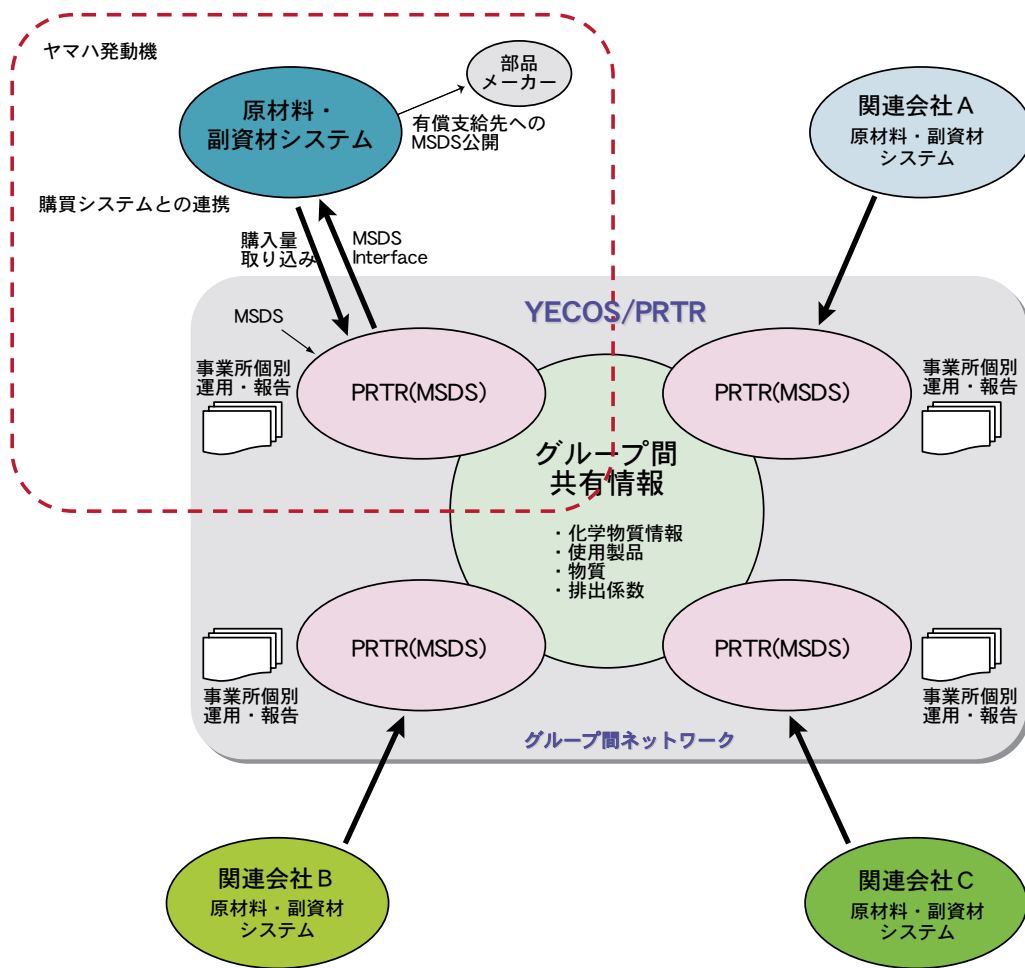 ヤマハ発動機
部品
メーカー
原材料・
副資材システム
有償支給先への
MSDS公開
関連会社A
原材料・副資材
システム
購買システムとの連携
購入量
取り込み
MSDS
Interface
YECOS/PRTR
MSDS
事業所個別
運用・報告
PRTR(MSDS)
PRTR(MSDS)
事業所個別
運用・報告
グループ間
共有情報
・化学物質情報
・使用製品
・物質
・排出係数
PRTR(MSDS)
PRTR(MSDS)
事業所個別
運用・報告
事業所個別
運用・報告
グループ間ネットワーク
関連会社B
原材料・副資材
システム
関連会社C
原材料・副資材
システム